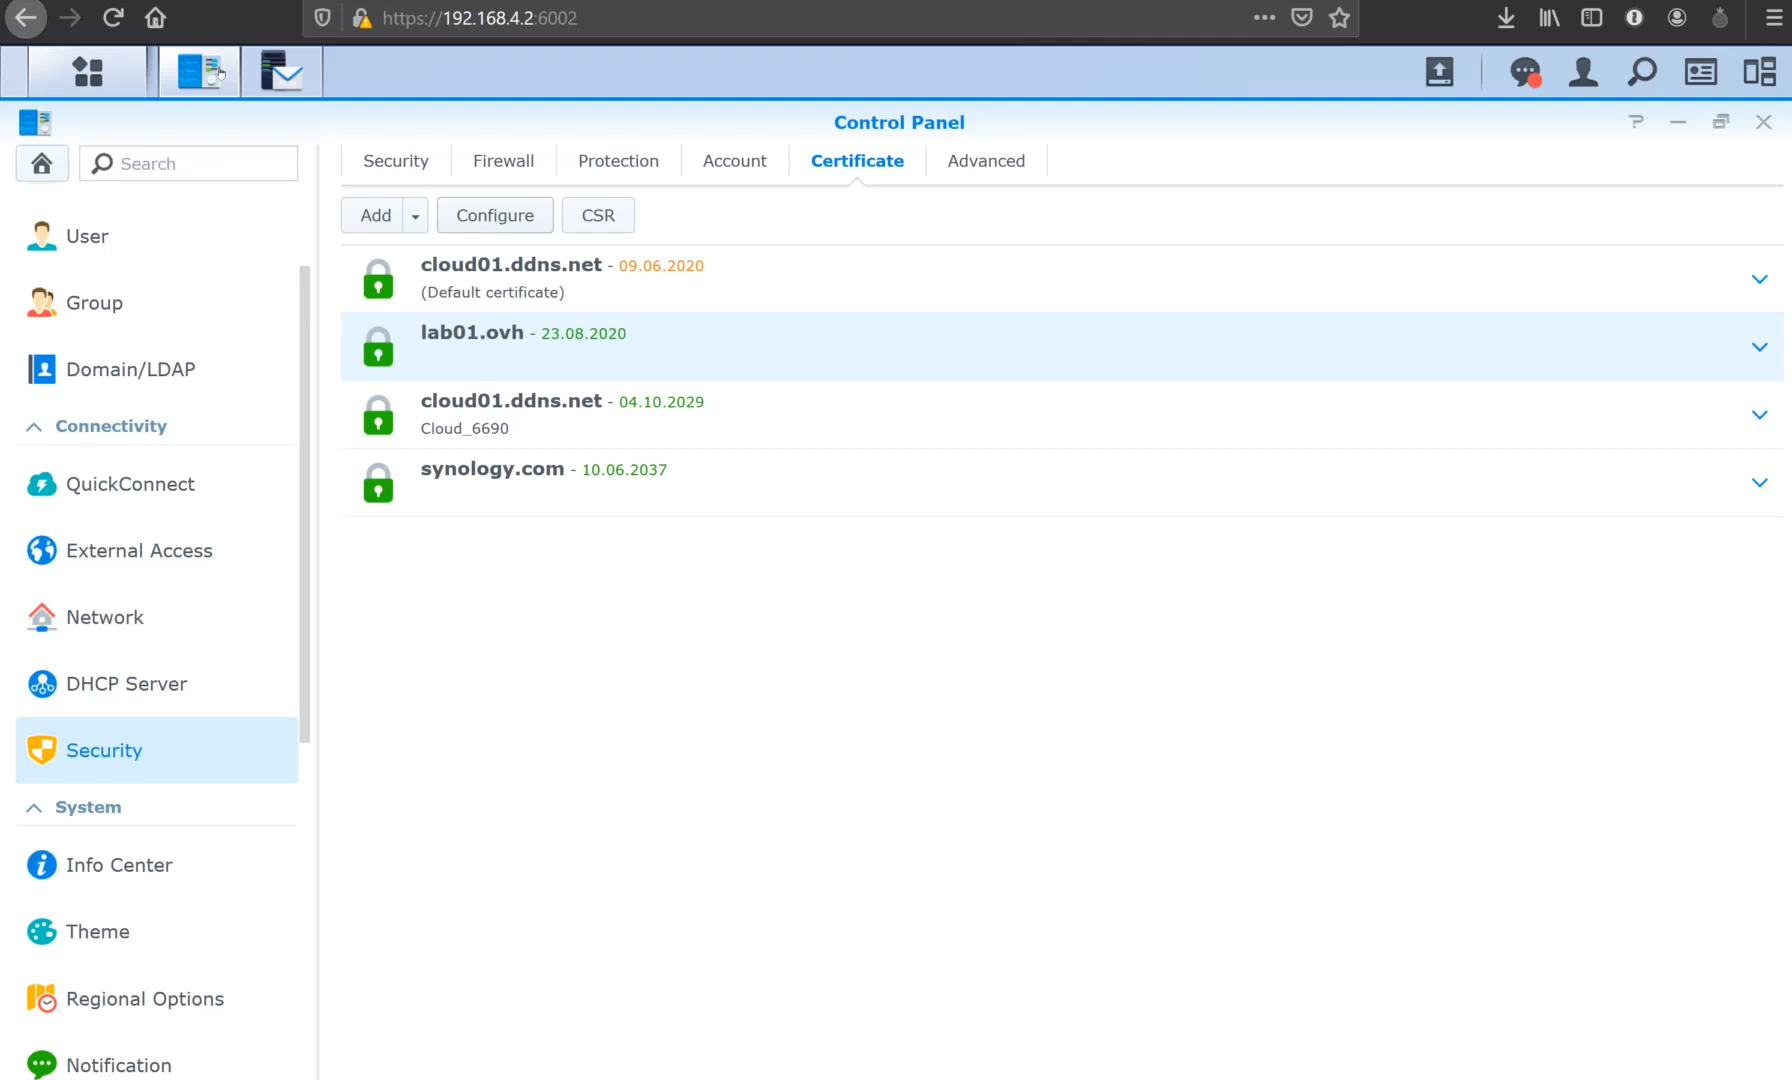 https://192.168.4.2:6002
Control Panel
Search
Security Firewall Protection Account Certificate Advanced
Add Configure CSR
User
Group
Domain/LDAP
Connectivity
QuickConnect
External Access
Network
DHCP Server
Security
System
Info Center
Theme
Regional Options
Notification
cloud01.ddns.net - 09.06.2020
(Default certificate)
lab01.ovh - 23.08.2020
cloud01.ddns.net - 04.10.2029
Cloud_6690
synology.com - 10.06.2037